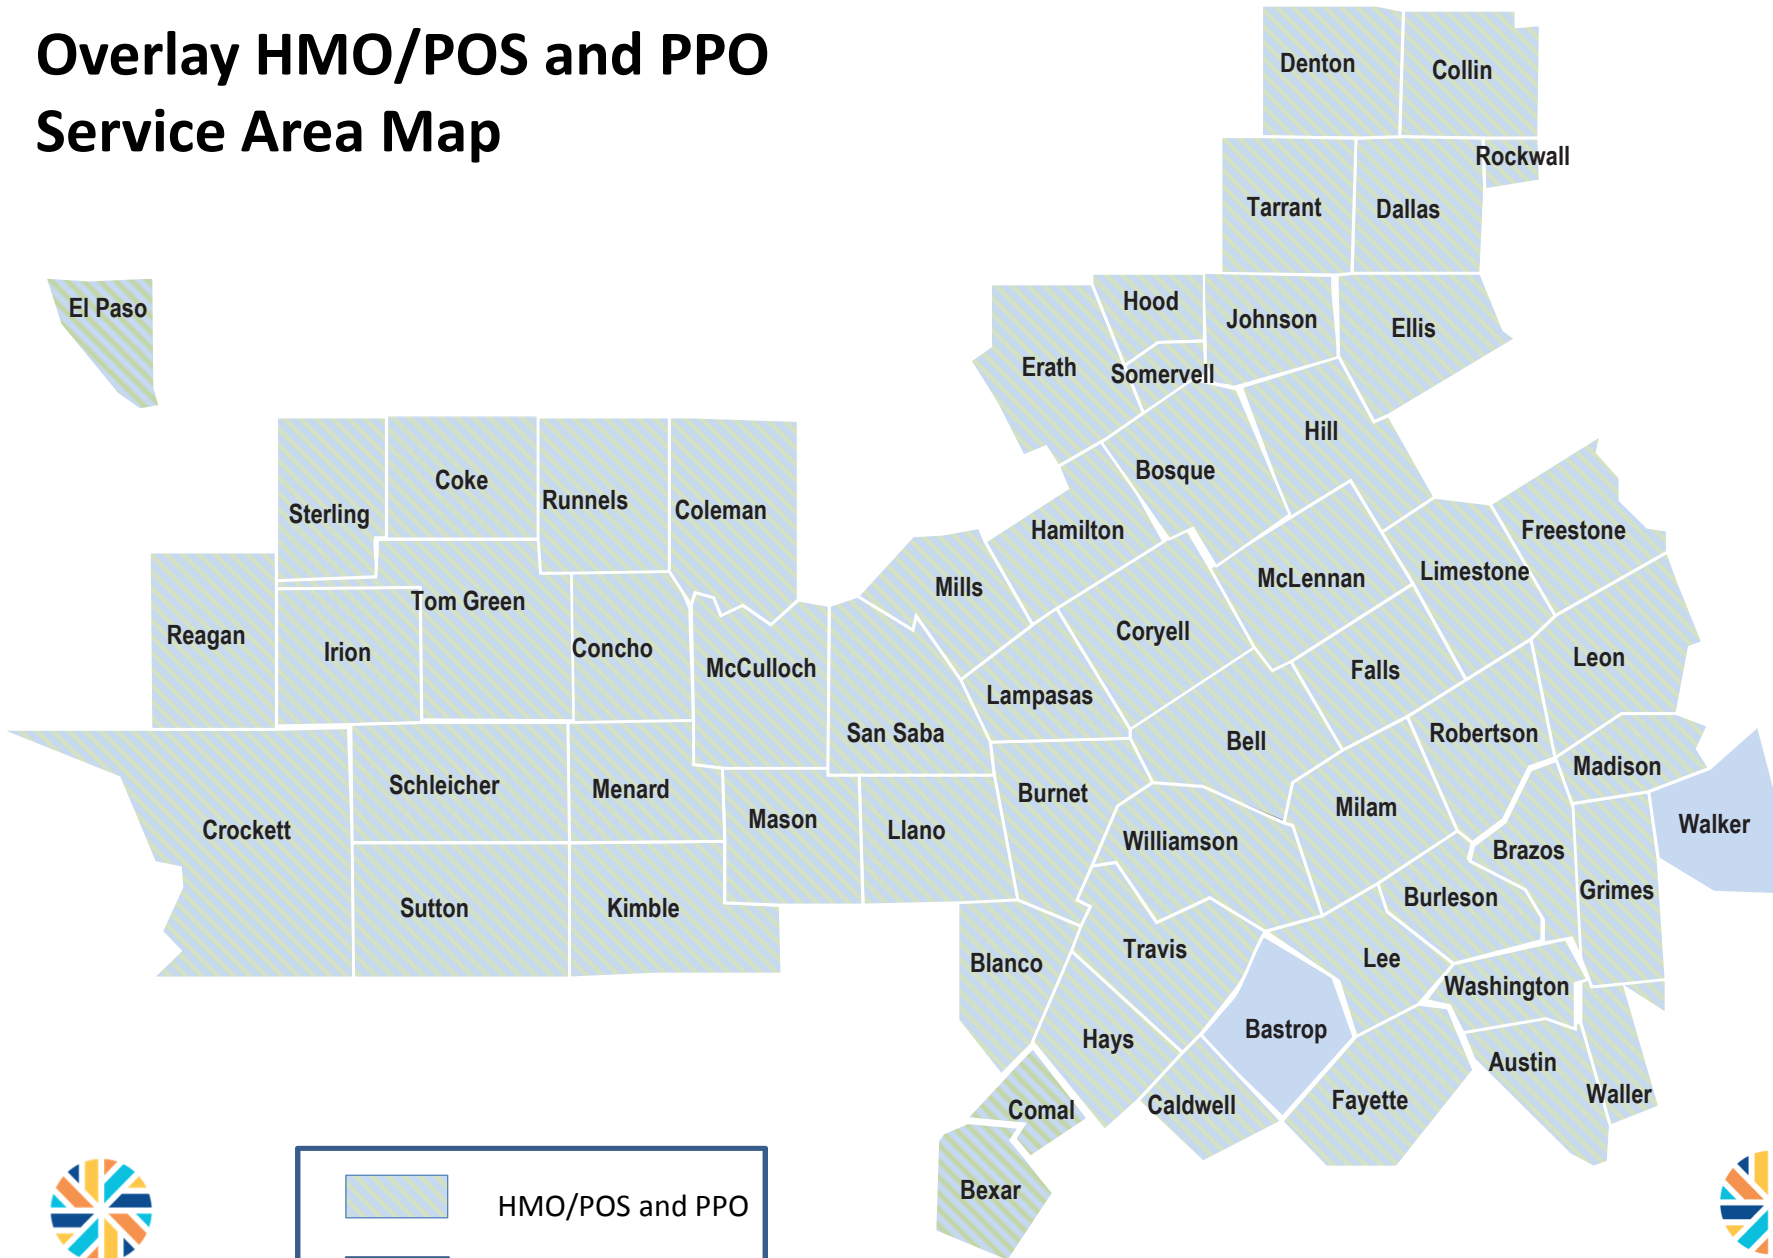 Overlay HMO/POS and PPO
Service Area Map
Denton
Collin
Rockwall
Tarrant
Dallas
El Paso
Hood
Johnson
Ellis
Erath
Somervell
Hill
Bosque
Coke
Runnels
Coleman
Sterling
Hamilton
Freestone
Mills
McLennan
Limestone
Tom Green
Reagan
Irion
Concho
McCulloch
Coryell
Falls
Leon
Lampasas
San Saba
Bell
Robertson
Madison
Schleicher
Menard
Burnet
Milam
Crockett
Mason
Llano
Williamson
Brazos
Walker
Sutton
Kimble
Burleson
Grimes
Blanco
Travis
Lee
Washington
Hays
Bastrop
Austin
Comal
Caldwell
Fayette
Waller
Bexar
HMO/POS and PPO